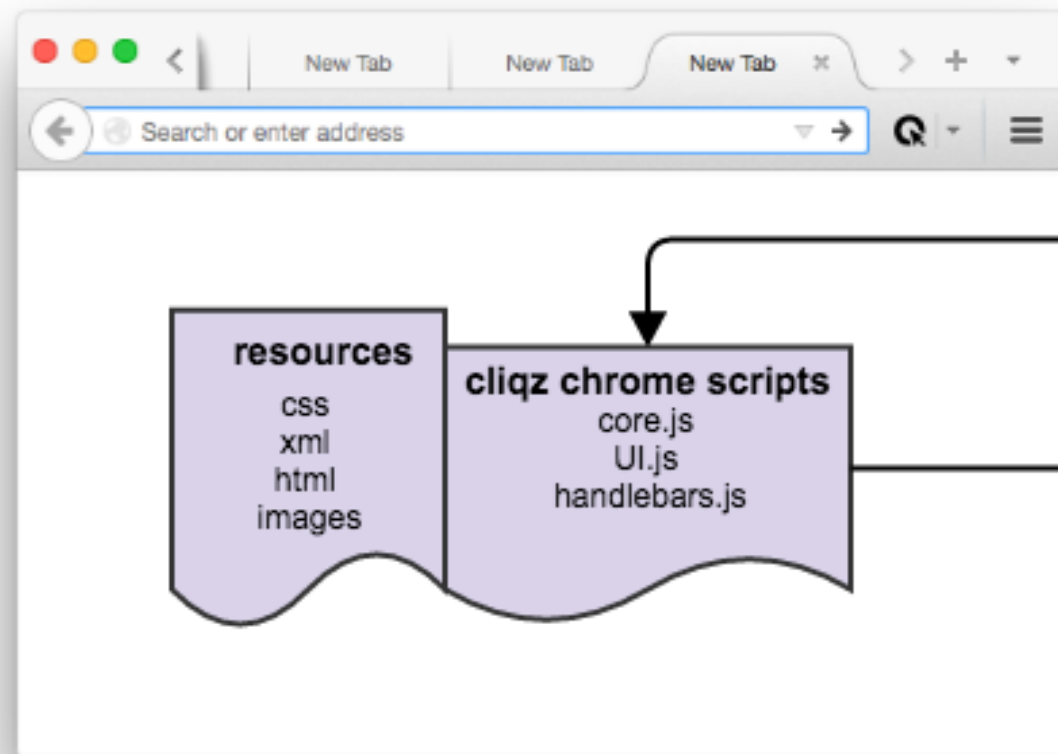 New Tab
New Tab
New Tab
Search or enter address
resources
css
xml
html
images
cliqz chrome scripts
core.js
UI.js
handlebars.js